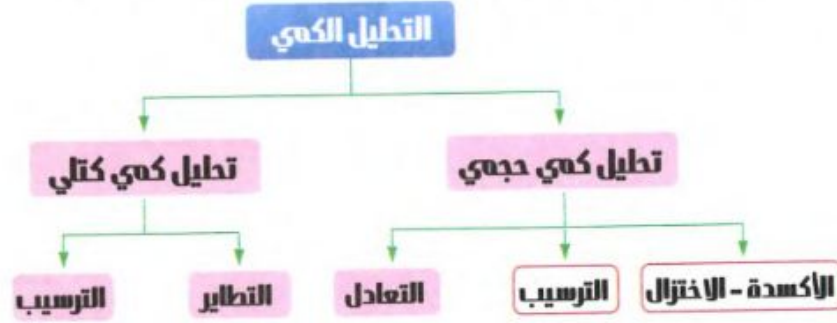 التحليل الكمي
تحليل كمي حجمي
تحليل كمي كتلي
الأكسدة - الاختزال
الترسيب
التعادل
التطاير
الترسيب